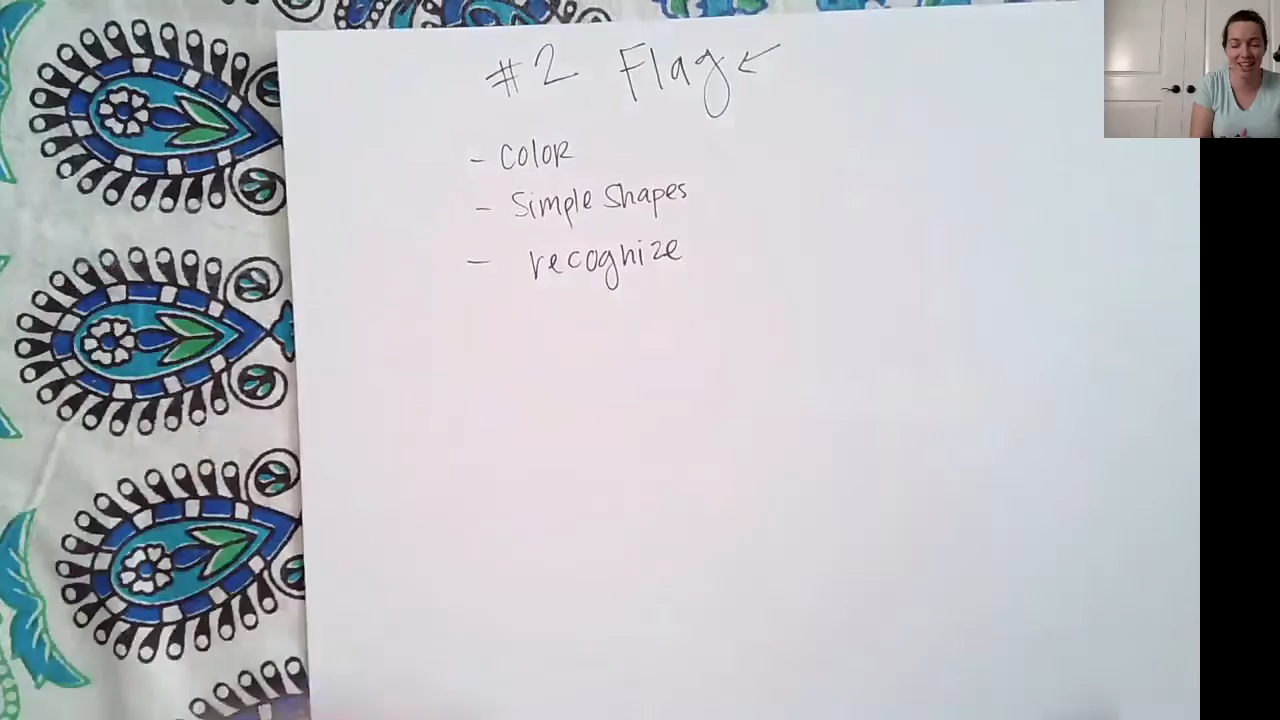 #2 Flag ←
- Color
- Simple Shapes
- recognize